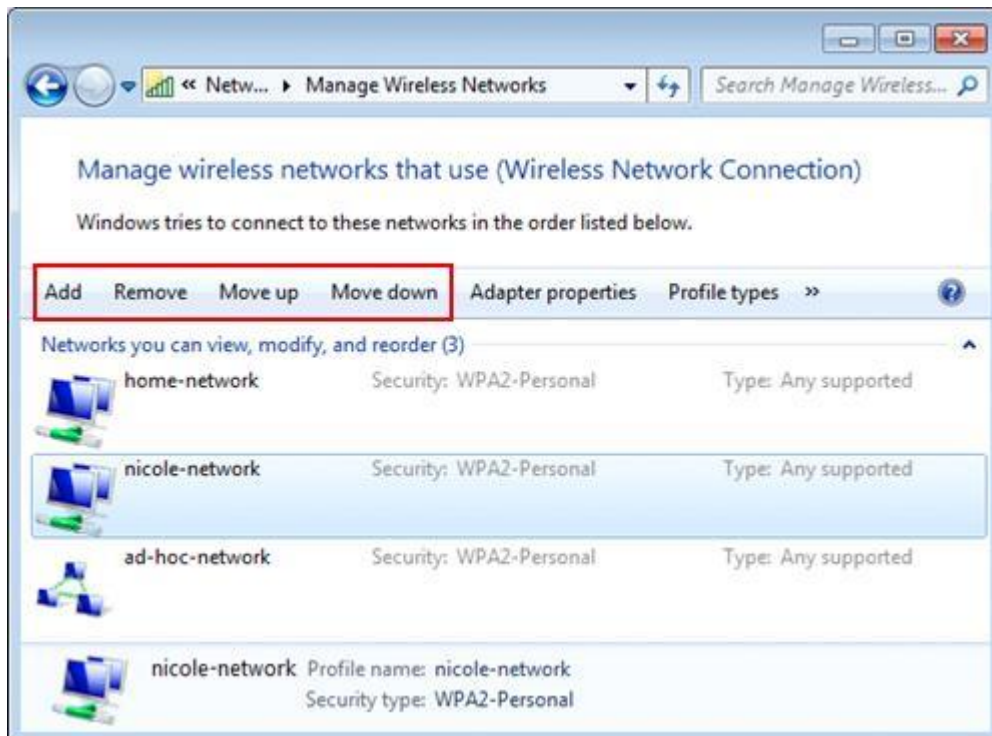 « Netw... ▸ Manage Wireless Networks Search Manage Wireless...
Manage wireless networks that use (Wireless Network Connection)
Windows tries to connect to these networks in the order listed below.
Add Remove Move up Move down Adapter properties Profile types »
Networks you can view, modify, and reorder (3)
home-network Security: WPA2-Personal Type: Any supported
nicole-network Security: WPA2-Personal Type: Any supported
ad-hoc-network Security: WPA2-Personal Type: Any supported
nicole-network Profile name: nicole-network
Security type: WPA2-Personal